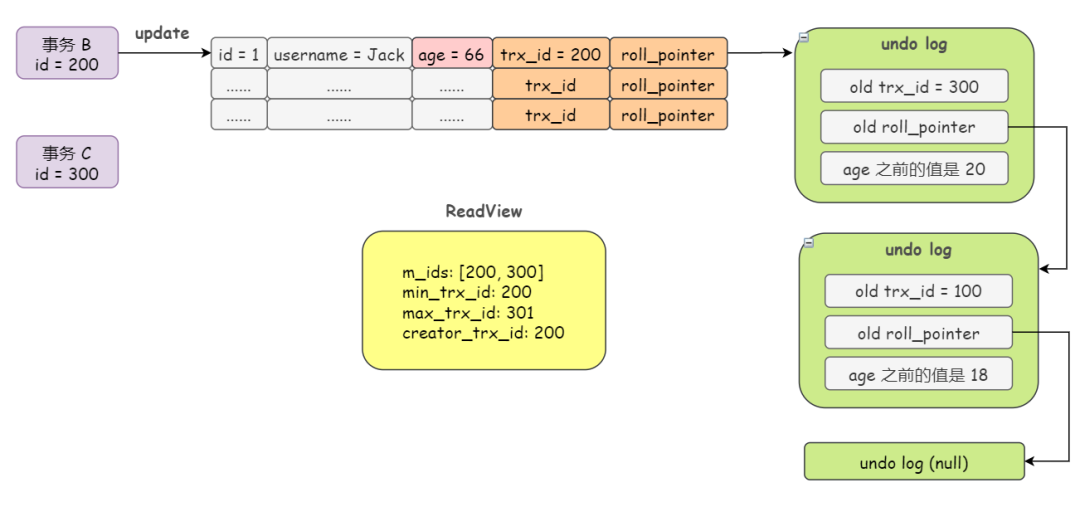 事务 B
id = 200
update
id = 1 username = Jack age = 66 trx_id = 200 roll_pointer
...... ...... ...... trx_id roll_pointer
...... ...... ...... trx_id roll_pointer
undo log
old trx_id = 300
old roll_pointer
age 之前的值是 20
事务 C
id = 300
ReadView
m_ids: [200, 300]
min_trx_id: 200
max_trx_id: 301
creator_trx_id: 200
undo log
old trx_id = 100
old roll_pointer
age 之前的值是 18
undo log (null)